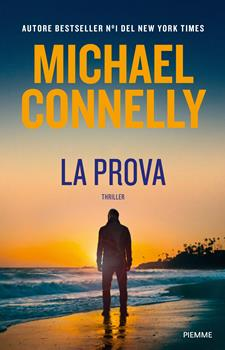 AUTORE BESTSELLER Nº1 DEL NEW YORK TIMES
MICHAEL
CONNELLY
LA PROVA
THRILLER
PIEMME